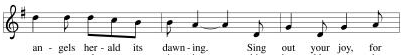 an - gels her - ald its dawn - ing. Sing out your joy, for